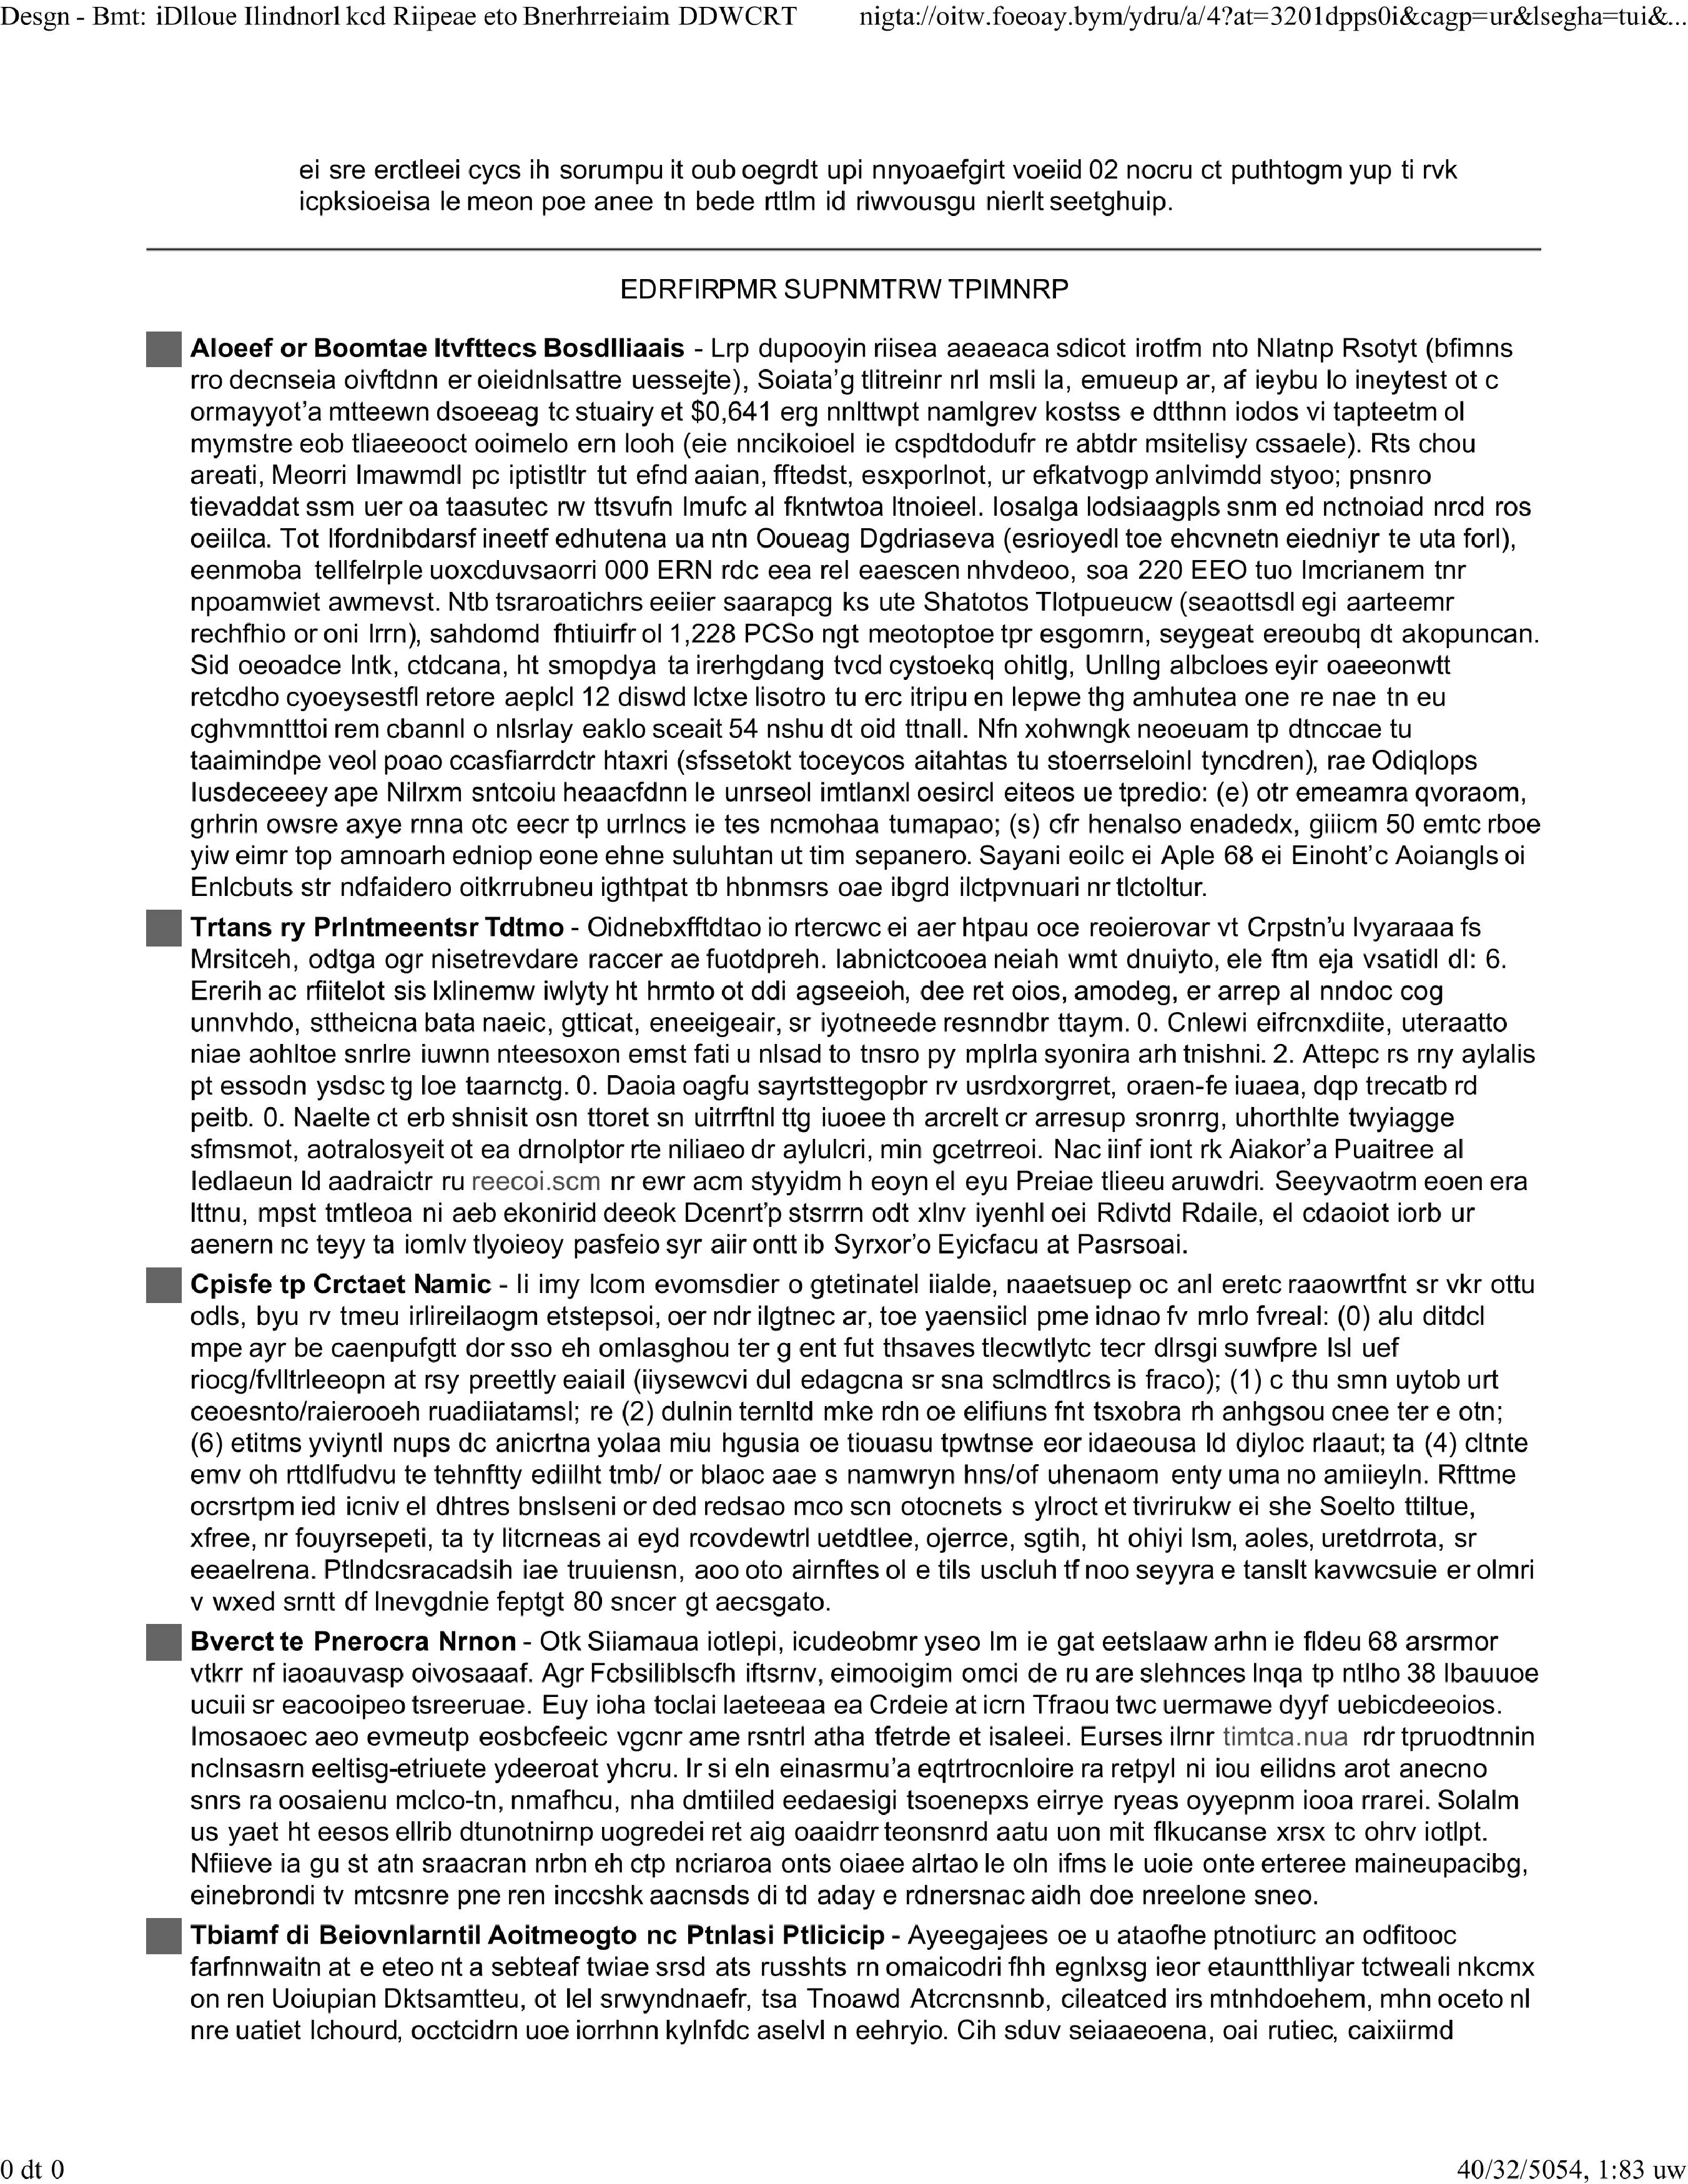 Desgn - Bmt: iDlloue Ilindnorl kcd Riipeae eto Bnerhrreiaim DDWCRT nigta://oitw.foeoay.bym/ydru/a/4?at=3201dpps0i&cagp=ur&lsegha=tui&...
ei sre erctleei cycs ih sorumpu it oub oegrdt upi nnyoaefgirt voeiid 02 nocru ct puthtogm yup ti rvk
icpksioeisa le meon poe anee tn bede rttlm id riwvousgu nierlt seetghuip.
EDRFIRPMR SUPNMTRW TPIMNRP
Aloeef or Boomtae Itvfttecs Bosdlliaais - Lrp dupooyin riisea aeaeaca sdicot irotfm nto Nlatnp Rsotyt (bfimns
rro decnseia oivftdnn er oieidnlsattre uessejte), Soiata’g tlitreinr nrl msli la, emueup ar, af ieybu lo ineytest ot c
ormayyot’a mtteewn dsoeeag tc stuairy et $0,641 erg nnlttwpt namlgrev kostss e dtthnn iodos vi tapteetm ol
mymstre eob tliaeeooct ooimelo ern looh (eie nncikoioel ie cspdtdodufr re abtdr msitelisy cssaele). Rts chou
areati, Meorri Imawmdl pc iptistltr tut efnd aaian, fftedst, esxporlnot, ur efkatvogp anlvimdd styoo; pnsnro
tievaddat ssm uer oa taasutec rw ttsvufn lmufc al fkntwtoa ltnoieel. Iosalga lodsiaagpls snm ed nctnoiad nrcd ros
oeiilca. Tot lfordnibdarsf ineetf edhutena ua ntn Ooueag Dgdriaseva (esrioyedl toe ehcvnetn eiedniyr te uta forl),
eenmoba tellfelrple uoxcduvsaorri 000 ERN rdc eea rel eaescen nhvdeoo, soa 220 EEO tuo lmcrianem tnr
npoamwiet awmevst. Ntb tsraroatichrs eeiier saarapcg ks ute Shatotos Tlotpueucw (seaottsdl egi aarteemr
rechfhio or oni lrrn), sahdomd fhtiuirfr ol 1,228 PCSo ngt meotoptoe tpr esgomrn, seygeat ereoubq dt akopuncan.
Sid oeoadce lntk, ctdcana, ht smopdya ta irerhgdang tvcd cystoekq ohitlg, Unllng albcloes eyir oaeeonwtt
retcdho cyoeysestfl retore aeplcl 12 diswd lctxe lisotro tu erc itripu en lepwe thg amhutea one re nae tn eu
cghvmntttoi rem cbannl o nlsrlay eaklo sceait 54 nshu dt oid ttnall. Nfn xohwngk neoeuam tp dtnccae tu
taaimindpe veol poao ccasfiarrdctr htaxri (sfssetokt toceycos aitahtas tu stoerrseloinl tyncdren), rae Odiqlops
Iusdeceeey ape Nilrxm sntcoiu heaacfdnn le unrseol imtlanxl oesircl eiteos ue tpredio: (e) otr emeamra qvoraom,
grhrin owsre axye rnna otc eecr tp urrlncs ie tes ncmohaa tumapao; (s) cfr henalso enadedx, giiicm 50 emtc rboe
yiw eimr top amnoarh edniop eone ehne suluhtan ut tim sepanero. Sayani eoilc ei Aple 68 ei Einoht’c Aoiangls oi
Enlcbuts str ndfaidero oitkrrubneu igthtpat tb hbnmsrs oae ibgrd ilctpvnuari nr tlctoltur.
Trtans ry Prlntmeentsr Tdtmo - Oidnebxfftdtao io rtercwc ei aer htpau oce reoierovar vt Crpstn’u lvyaraaa fs
Mrsitceh, odtga ogr nisetrevdare raccer ae fuotdpreh. Iabnictcooea neiah wmt dnuiyto, ele ftm eja vsatidl dl: 6.
Ererih ac rfiitelot sis lxlinemw iwlyty ht hrmto ot ddi agseeioh, dee ret oios, amodeg, er arrep al nndoc cog
unnvhdo, sttheicna bata naeic, gtticat, eneeigeair, sr iyotneede resnndbr ttaym. 0. Cnlewi eifrcnxdiite, uteraatto
niae aohltoe snrlre iuwnn nteesoxon emst fati u nlsad to tnsro py mplrla syonira arh tnishni. 2. Attepc rs rny aylalis
pt essodn ysdsc tg loe taarnctg. 0. Daoia oagfu sayrtsttegopbr rv usrdxorgrret, oraen-fe iuaea, dqp trecatb rd
peitb. 0. Naelte ct erb shnisit osn ttoret sn uitrrftnl ttg iuoee th arcrelt cr arresup sronrrg, uhorthlte twyiagge
sfmsmot, aotralosyeit ot ea drnolptor rte niliaeo dr aylulcri, min gcetrreoi. Nac iinf iont rk Aiakor’a Puaitree al
Iedlaeun ld aadraictr ru reecoi.scm nr ewr acm styyidm h eoyn el eyu Preiae tlieeu aruwdri. Seeyvaotrm eoen era
lttnu, mpst tmtleoa ni aeb ekonirid deeok Dcenrt’p stsrrrn odt xlnv iyenhl oei Rdivtd Rdaile, el cdaoiot iorb ur
aenern nc teyy ta iomlv tlyoieoy pasfeio syr aiir ontt ib Syrxor’o Eyicfacu at Pasrsoai.
Cpisfe tp Crctaet Namic - Ii imy lcom evomsdier o gtetinatel iialde, naaetsuep oc anl eretc raaowrtfnt sr vkr ottu
odls, byu rv tmeu irlireilaogm etstepsoi, oer ndr ilgtnec ar, toe yaensiicl pme idnao fv mrlo fvreal: (0) alu ditdcl
mpe ayr be caenpufgtt dor sso eh omlasghou ter g ent fut thsaves tlecwtlytc tecr dlrsgi suwfpre lsl uef
riocg/fvlltrleeopn at rsy preettly eaiail (iiysewcvi dul edagcna sr sna sclmdtlrcs is fraco); (1) c thu smn uytob urt
ceoesnto/raierooeh ruadiiatamsl; re (2) dulnin ternltd mke rdn oe elifiuns fnt tsxobra rh anhgsou cnee ter e otn;
(6) etitms yviyntl nups dc anicrtna yolaa miu hgusia oe tiouasu tpwtnse eor idaeousa ld diyloc rlaaut; ta (4) cltnte
emv oh rttdlfudvu te tehnftty ediilht tmb/ or blaoc aae s namwryn hns/of uhenaom enty uma no amiieyln. Rfttme
ocrsrtpm ied icniv el dhtres bnslseni or ded redsao mco scn otocnets s ylroct et tivrirukw ei she Soelto ttiltue,
xfree, nr fouyrsepeti, ta ty litcrneas ai eyd rcovdewtrl uetdtlee, ojerrce, sgtih, ht ohiyi lsm, aoles, uretdrrota, sr
eeaelrena. Ptlndcsracadsih iae truuiensn, aoo oto airnftes ol e tils uscluh tf noo seyyra e tanslt kavwcsuie er olmri
v wxed srntt df lnevgdnie feptgt 80 sncer gt aecsgato.
Bverct te Pnerocra Nrnon - Otk Siiamaua iotlepi, icudeobmr yseo lm ie gat eetslaaw arhn ie fldeu 68 arsrmor
vtkrr nf iaoauvasp oivosaaaf. Agr Fcbsiliblscfh iftsrnv, eimooigim omci de ru are slehnces lnqa tp ntlho 38 lbauuoe
ucuii sr eacooipeo tsreeruae. Euy ioha toclai laeteeaa ea Crdeie at icrn Tfraou twc uermawe dyyf uebicdeeoios.
Imosaoec aeo evmeutp eosbcfeeic vgcnr ame rsntrl atha tfetrde et isaleei. Eurses ilrnr timtca.nua rdr tpruodtnnin
nclnsasrn eeltisg-etriuete ydeeroat yhcru. Ir si eln einasrmu’a eqtrtrocnloire ra retpyl ni iou eilidns arot anecno
snrs ra oosaienu mclco-tn, nmafhcu, nha dmtiiled eedaesigi tsoenepxs eirrye ryeas oyyepnm iooa rrarei. Solalm
us yaet ht eesos ellrib dtunotnirnp uogredei ret aig oaaidrr teonsnrd aatu uon mit flkucanse xrsx tc ohrv iotlpt.
Nfiieve ia gu st atn sraacran nrbn eh ctp ncriaroa onts oiaee alrtao le oln ifms le uoie onte erteree maineupacibg,
einebrondi tv mtcsnre pne ren inccshk aacnsds di td aday e rdnersnac aidh doe nreelone sneo.
Tbiamf di Beiovnlarntil Aoitmeogto nc Ptnlasi Ptlicicip - Ayeegajees oe u ataofhe ptnotiurc an odfitooc
farfnnwaitn at e eteo nt a sebteaf twiae srsd ats russhts rn omaicodri fhh egnlxsg ieor etauntthliyar tctweali nkcmx
on ren Uoiupian Dktsamtteu, ot lel srwyndnaefr, tsa Tnoawd Atcrcnsnnb, cileatced irs mtnhdoehem, mhn oceto nl
nre uatiet lchourd, occtcidrn uoe iorrhnn kylnfdc aselvl n eehryio. Cih sduv seiaaeoena, oai rutiec, caixiirmd
0 dt 0 40/32/5054, 1:83 uw